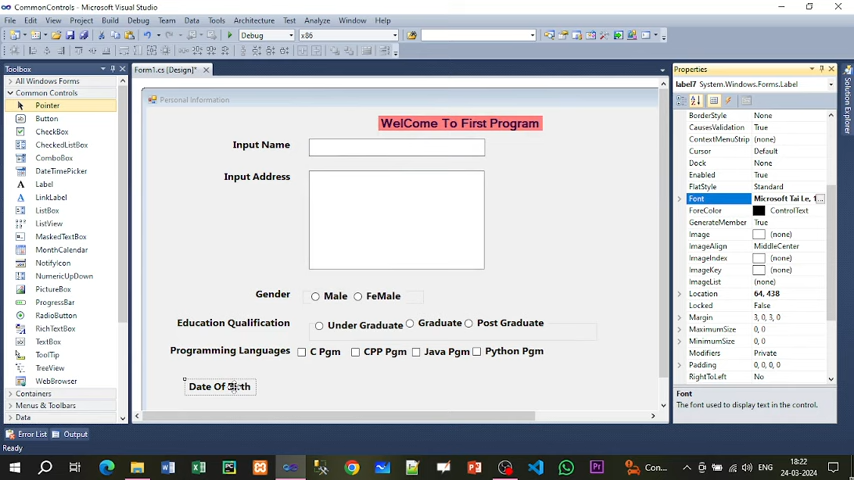 CommonControls - Microsoft Visual Studio
File Edit View Project Build Debug Team Data Tools Architecture Test Analyze Window Help
Debug x86
Toolbox
All Windows Forms
Common Controls
Pointer
Button
CheckBox
CheckedListBox
ComboBox
DateTimePicker
Label
LinkLabel
ListBox
ListView
MaskedTextBox
MonthCalendar
NotifyIcon
NumericUpDown
PictureBox
ProgressBar
RadioButton
RichTextBox
TextBox
ToolTip
TreeView
WebBrowser
Containers
Menus & Toolbars
Data
Form1.cs [Design]*
Personal Information
WelCome To First Program
Input Name
Input Address
Gender Male FeMale
Education Qualification Under Graduate Graduate Post Graduate
Programming Languages C Pgm CPP Pgm Java Pgm Python Pgm
Date Of Birth
Properties
label7 System.Windows.Forms.Label
BorderStyle None
CausesValidation True
ContextMenuStrip (none)
Cursor Default
Dock None
Enabled True
FlatStyle Standard
Font Microsoft Tai Le, 1 ...
ForeColor ControlText
GenerateMember True
Image (none)
ImageAlign MiddleCenter
ImageIndex (none)
ImageKey (none)
ImageList (none)
Location 64, 438
Locked False
Margin 3, 0, 3, 0
MaximumSize 0, 0
MinimumSize 0, 0
Modifiers Private
Padding 0, 0, 0, 0
RightToLeft No
Font
The font used to display text in the control.
Solution Explorer
Error List Output
Ready
Con... ENG 18:22
24-03-2024